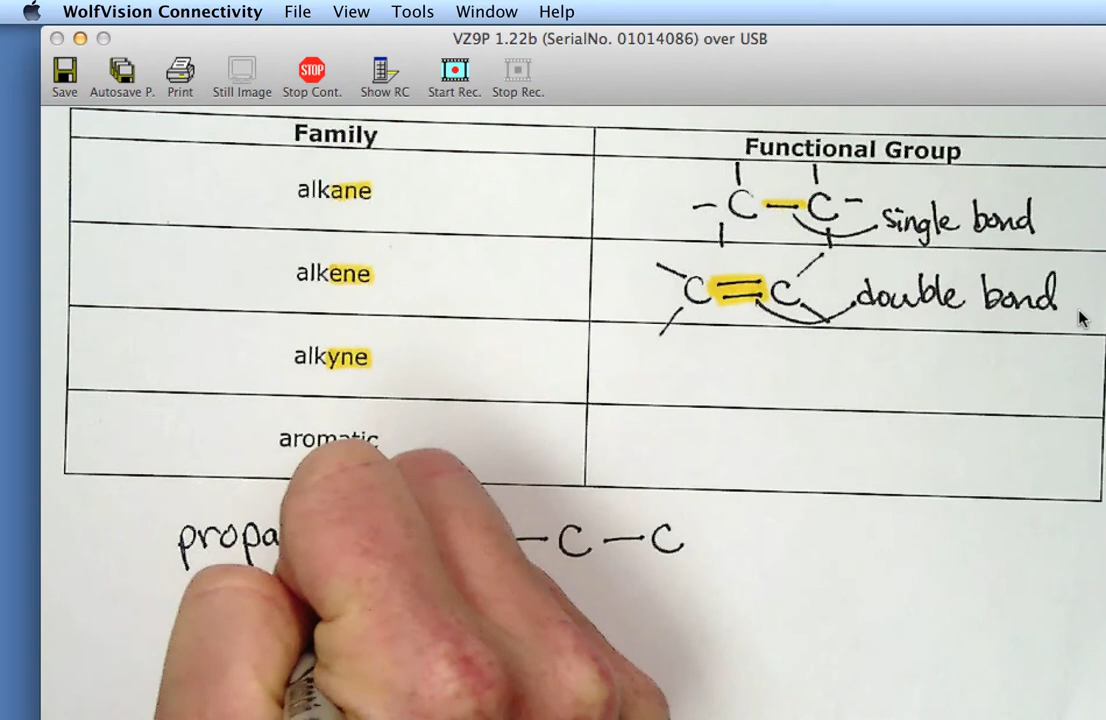 WolfVision Connectivity File View Tools Window Help
VZ9P 1.22b (SerialNo. 01014086) over USB
Save Autosave P. Print Still Image Stop Cont. Show RC Start Rec. Stop Rec.
STOP
Family Functional Group
alkane
C — C single bond
alkene
C = C double bond
alkyne
aromatic
propa — C — C